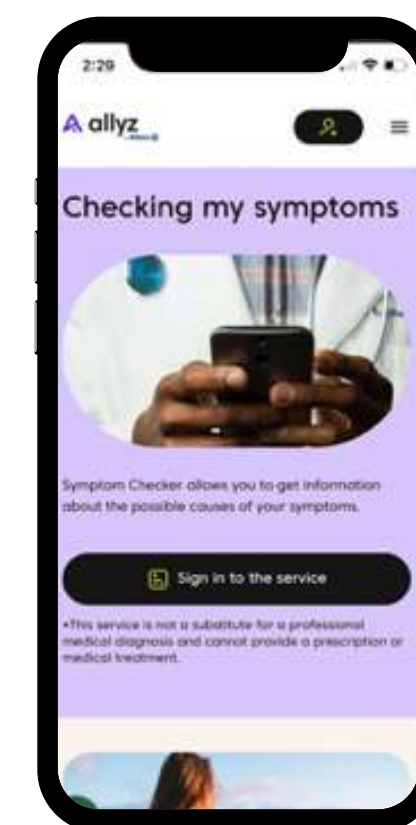 2:29
allyz
Checking my symptoms
Symptom Checker allows you to get information
about the possible causes of your symptoms.
Sign in to the service
*This service is not a substitute for a professional
medical diagnosis and cannot provide a prescription or
medical treatment.